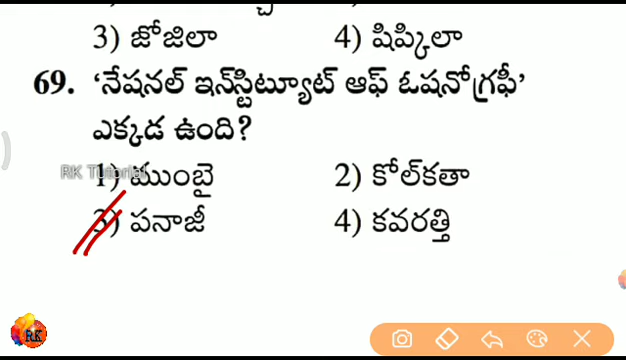 3) జోజిలా 4) షిప్కిలా
69. ‘నేషనల్ ఇన్‌స్టిట్యూట్ ఆఫ్ ఓషనోగ్రఫీ’
ఎక్కడ ఉంది?
RK Tutorial
1) ముంబై 2) కోల్‌కతా
3) పనాజీ 4) కవరత్తి
RK